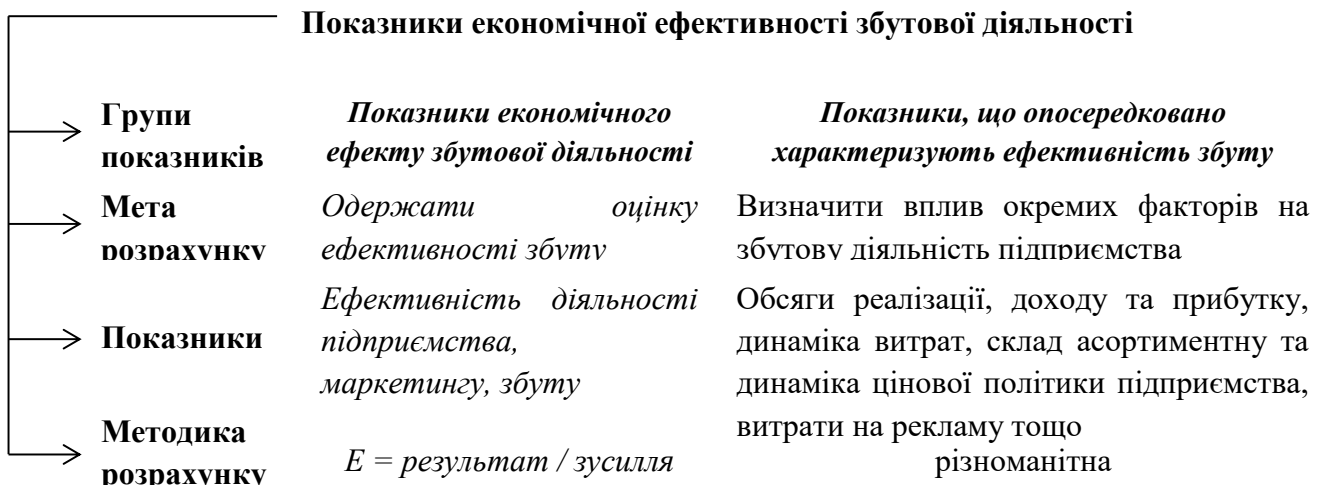 Показники економічної ефективності збутової діяльності
Групи
показників
Показники економічного
ефекту збутової діяльності
Показники, що опосередковано
характеризують ефективність збуту
Мета
розрахунку
Одержати оцінку
ефективності збуту
Визначити вплив окремих факторів на
збутову діяльність підприємства
Показники
Ефективність діяльності
підприємства,
маркетингу, збуту
Обсяги реалізації, доходу та прибутку,
динаміка витрат, склад асортиментну та
динаміка цінової політики підприємства,
витрати на рекламу тощо
Методика
розрахунку
E = результат / зусилля
різноманітна